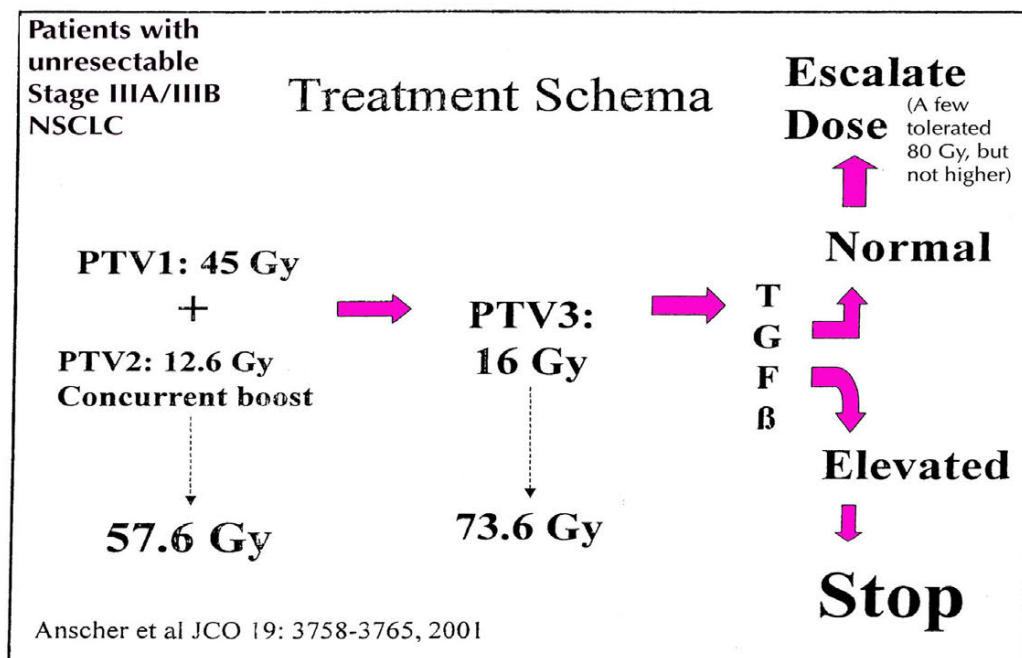 Patients with
unresectable
Stage IIIA/IIIB
NSCLC
Treatment Schema
Escalate
Dose
(A few
tolerated
80 Gy, but
not higher)
Normal
PTV1: 45 Gy
+
PTV2: 12.6 Gy
Concurrent boost
57.6 Gy
PTV3:
16 Gy
73.6 Gy
T
G
F
ß
Elevated
Stop
Anscher et al JCO 19: 3758-3765, 2001